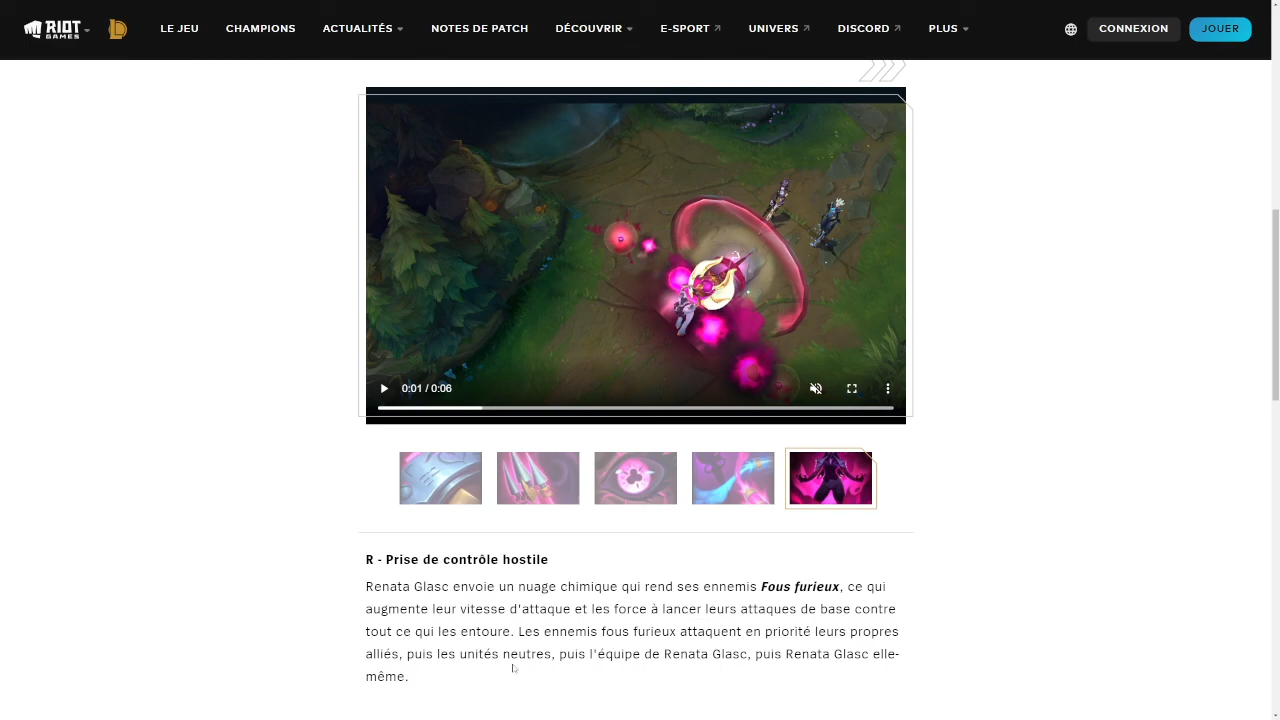 RIOT GAMES LE JEU CHAMPIONS ACTUALITÉS NOTES DE PATCH DÉCOUVRIR E-SPORT UNIVERS DISCORD PLUS CONNEXION JOUER
0:01 / 0:06
R - Prise de contrôle hostile
Renata Glasc envoie un nuage chimique qui rend ses ennemis Fous furieux, ce qui
augmente leur vitesse d'attaque et les force à lancer leurs attaques de base contre
tout ce qui les entoure. Les ennemis fous furieux attaquent en priorité leurs propres
alliés, puis les unités neutres, puis l'équipe de Renata Glasc, puis Renata Glasc elle-
même.